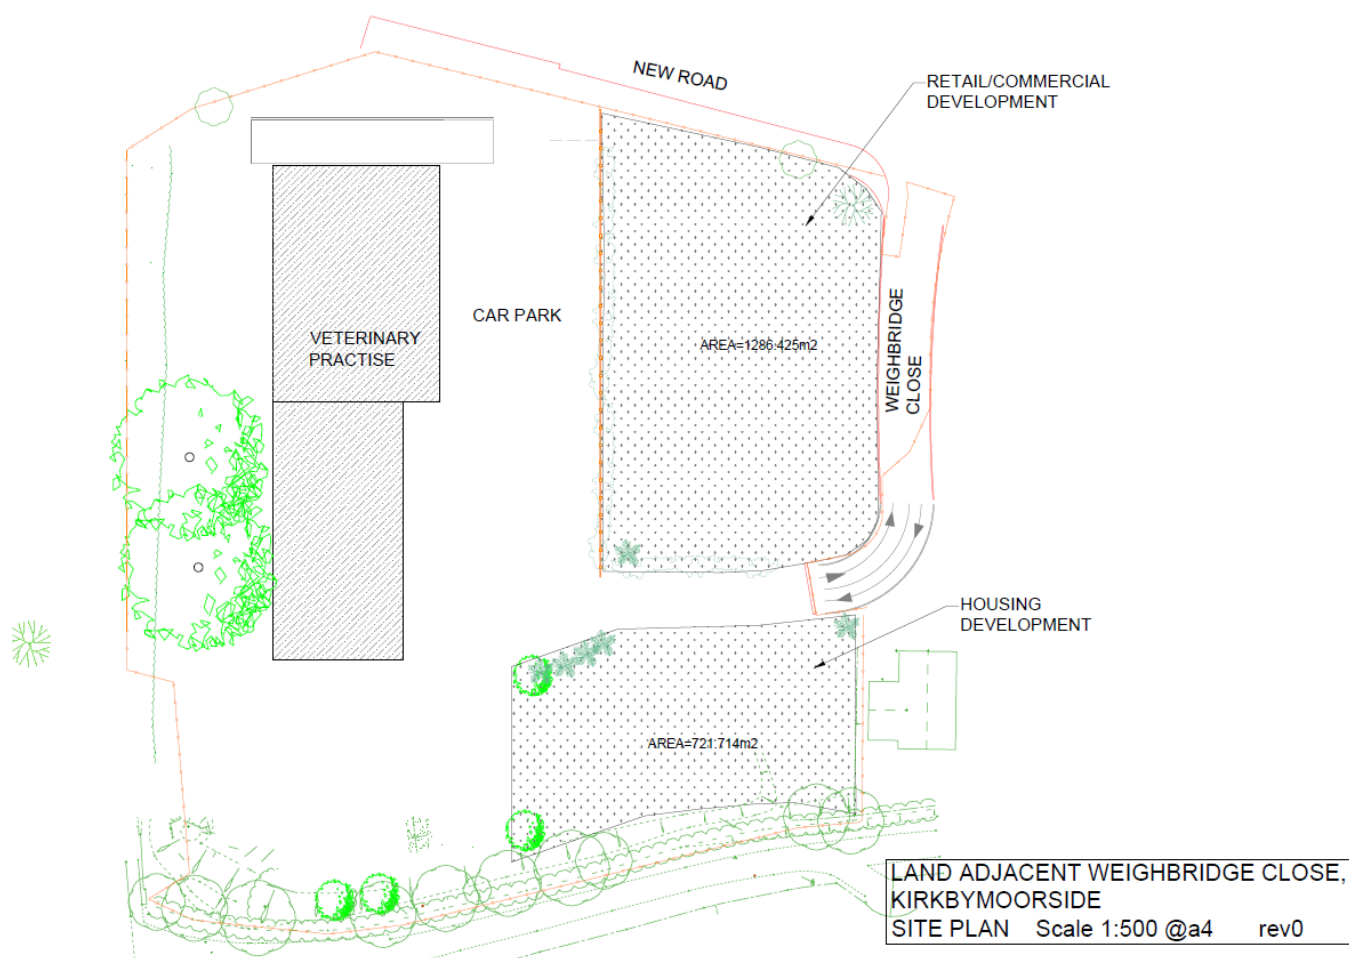 NEW ROAD
RETAIL/COMMERCIAL
DEVELOPMENT
CAR PARK
VETERINARY
PRACTISE
AREA=1286.425m2
WEIGHBRIDGE
CLOSE
HOUSING
DEVELOPMENT
AREA=721.714m2
LAND ADJACENT WEIGHBRIDGE CLOSE,
KIRKBYMOORSIDE
SITE PLAN Scale 1:500 @a4 rev0